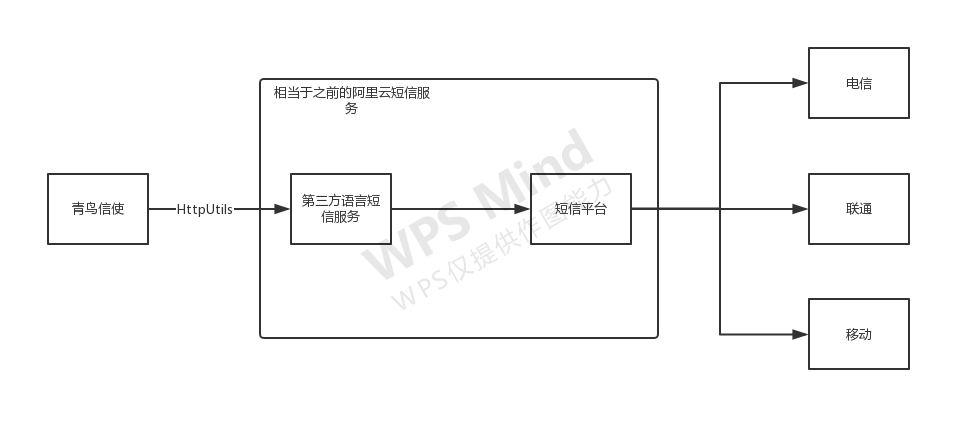 相当于之前的阿里云短信服
务
青鸟信使
HttpUtils
第三方语言短
信服务
短信平台
电信
联通
移动
WPS Mind
WPS仅提供作图能力